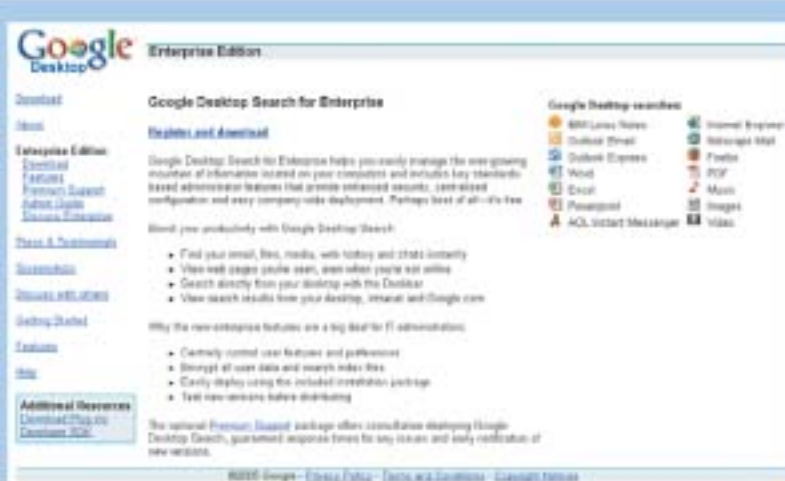 Google
Desktop
Enterprise Edition
Download
About
Enterprise Edition
Download
Features
Premium Support
Admin Guide
Discuss Enterprise
Press & Testimonials
Screenshots
Discuss with others
Getting Started
Features
Help
Additional Resources
Download Plug-ins
Developer SDK
Google Desktop Search for Enterprise
Register and download
Google Desktop Search for Enterprise helps you easily manage the ever-growing
mountain of information located on your computers and includes key standards-
based administrator features that provide enhanced security, centralized
configuration and easy company-wide deployment. Perhaps best of all - it's free
Boost your productivity with Google Desktop Search:
Find your email, files, media, web history and chats instantly
View web pages you've seen, even when you're not online
Search directly from your desktop with the Deskbar
View search results from your desktop, intranet and Google.com
Why the new enterprise features are a big deal for IT administrators:
Centrally control user features and preferences
Encrypt all user data and search index files
Easily deploy using the included installation package
Test new versions before distributing
The optional Premium Support package offers consultation deploying Google
Desktop Search, guaranteed response times for any issues and early notification of
new versions.
Google Desktop searches
IBM Lotus Notes
Outlook Email
Outlook Express
Word
Excel
Powerpoint
AOL Instant Messenger
Internet Explorer
Netscape Mail
Firefox
PDF
Music
Images
Video
©2005 Google - Privacy Policy - Terms and Conditions - Copyright Notices